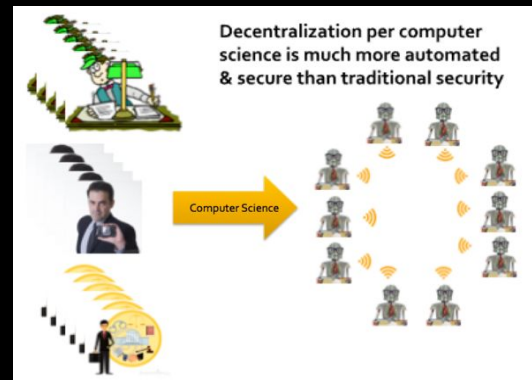 Decentralization per computer
science is much more automated
& secure than traditional security
Computer Science